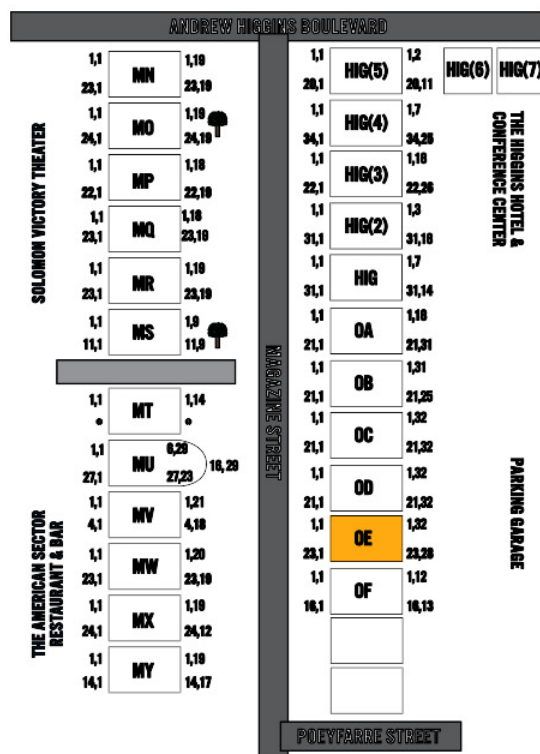 ANDREW HIGGINS BOULEVARD
SOLOMON VICTORY THEATER
1,1 1,19
MN
23,1 23,19
1,1 1,19
MO
24,1 24,19
1,1 1,18
MP
22,1 22,19
1,1 1,18
MQ
23,1 23,19
1,1 1,19
MR
23,1 23,19
1,1 1,9
MS
11,1 11,9
THE AMERICAN SECTOR
RESTAURANT & BAR
1,1 1,14
MT
1,1 6,29
MU 16,29
27,1 27,23
1,1 1,21
MV
4,1 4,18
1,1 1,20
MW
23,1 23,19
1,1 1,19
MX
24,1 24,12
1,1 1,19
MY
14,1 14,17
MAGAZINE STREET
1,1 1,2
HIG(5) HIG(6) HIG(7)
20,1 20,11
1,1 1,7
HIG(4)
34,1 34,25
1,1 1,16
HIG(3)
22,1 22,26
1,1 1,3
HIG(2)
31,1 31,16
1,1 1,7
HIG
31,1 31,14
1,1 1,18
OA
21,1 21,31
1,1 1,31
OB
21,1 21,25
1,1 1,32
OC
21,1 21,32
1,1 1,32
OD
21,1 21,32
1,1 1,32
OE
23,1 23,28
1,1 1,12
OF
16,1 16,13
THE HIGGINS HOTEL &
CONFERENCE CENTER
PARKING GARAGE
POEYFARRE STREET